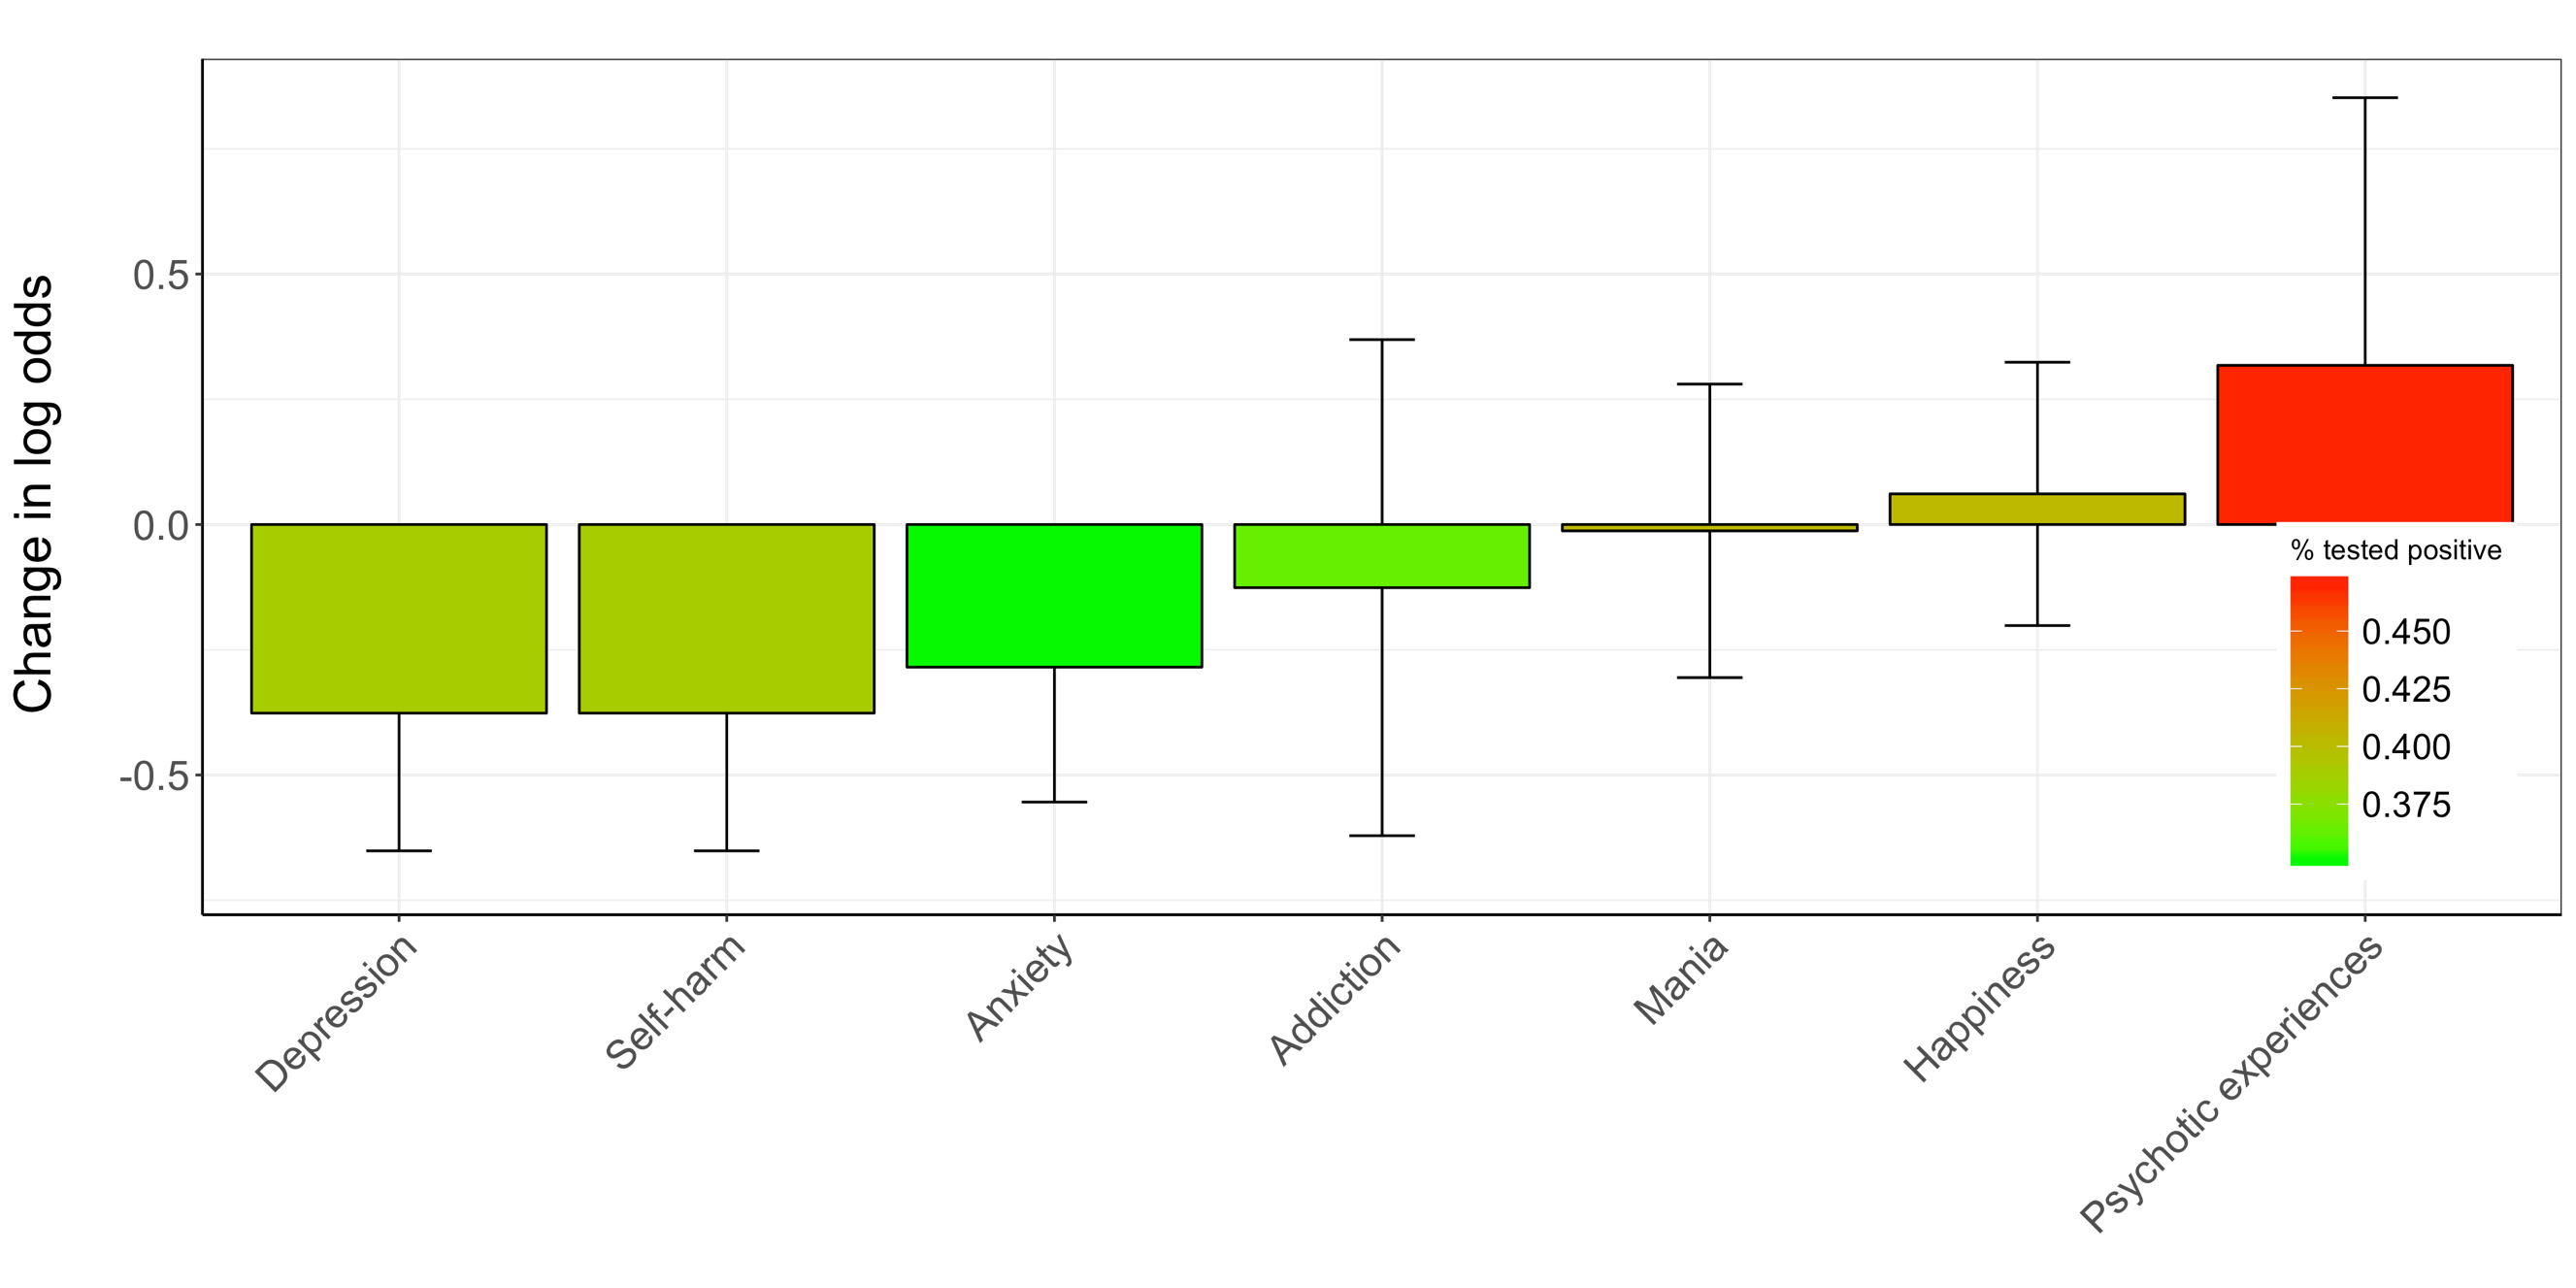 Change in log odds
0.5
0.0
-0.5
% tested positive
0.450
0.425
0.400
0.375
Depression
Self-harm
Anxiety
Addiction
Mania
Happiness
Psychotic experiences